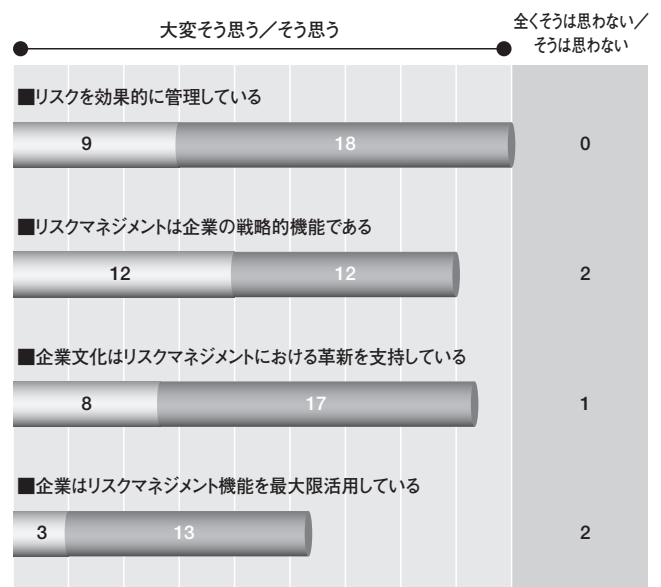 大変そう思う／そう思う
全くそうは思わない／
そうは思わない
■リスクを効果的に管理している
9 18 0
■リスクマネジメントは企業の戦略的機能である
12 12 2
■企業文化はリスクマネジメントにおける革新を支持している
8 17 1
■企業はリスクマネジメント機能を最大限活用している
3 13 2